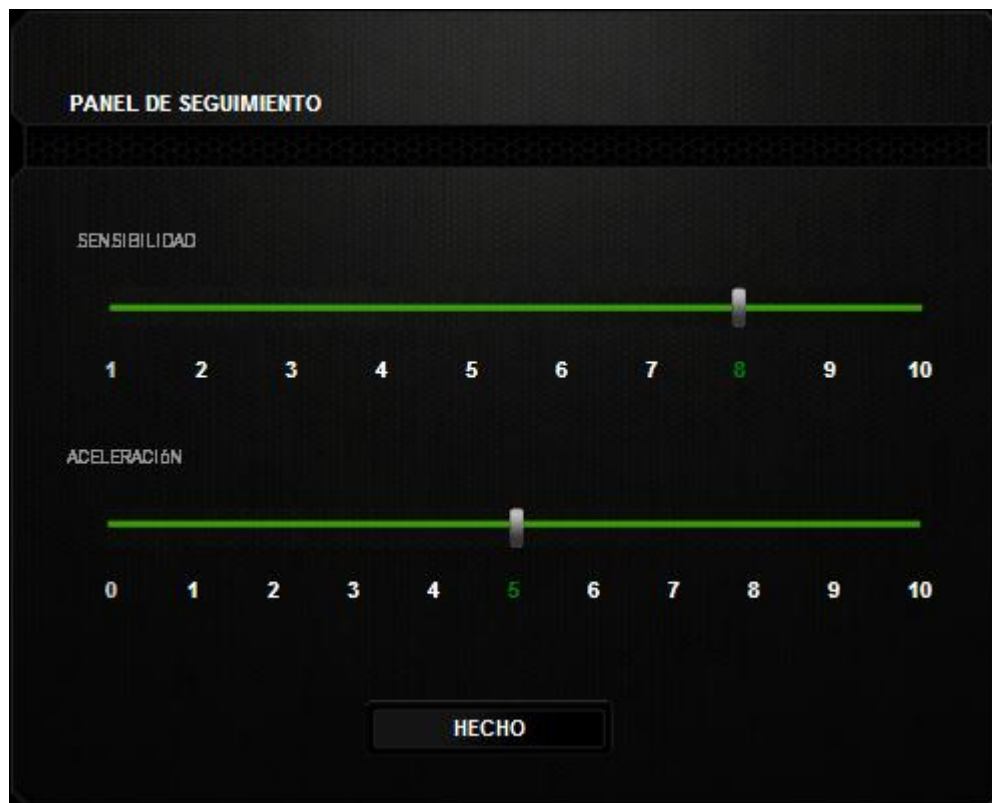 PANEL DE SEGUIMIENTO
SENSIBILIDAD
1 2 3 4 5 6 7 8 9 10
ACELERACIóN
0 1 2 3 4 5 6 7 8 9 10
HECHO